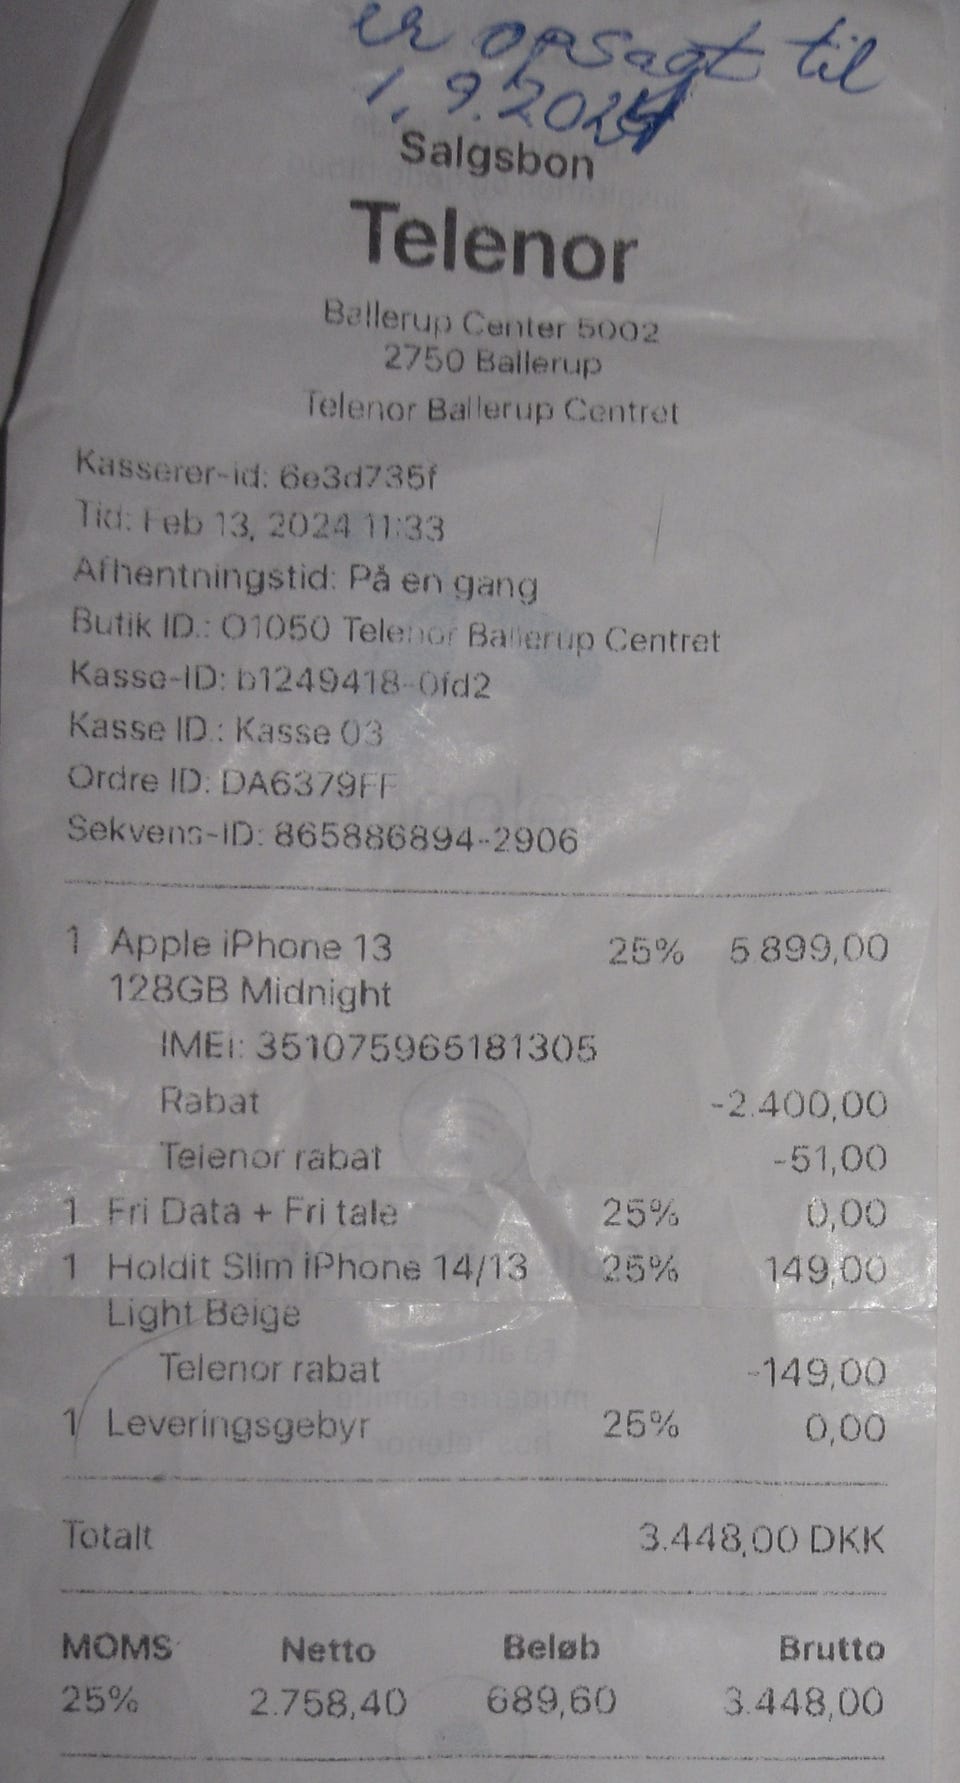 er opsagt til
1.9.2024
Salgsbon
Telenor
Ballerup Center 5002
2750 Ballerup
Telenor Ballerup Centret
Kasserer-id: 6e3d735f
Tid: Feb 13, 2024 11:33
Afhentningstid: På en gang
Butik ID.: O1050 Telenor Ballerup Centret
Kasse-ID: b1249418-0fd2
Kasse ID.: Kasse 03
Ordre ID: DA6379FF
Sekvens-ID: 865886894-2906
1 Apple iPhone 13 25% 5.899,00
128GB Midnight
IMEI: 351075965181305
Rabat -2.400,00
Telenor rabat -51,00
1 Fri Data + Fri tale 25% 0,00
1 Holdit Slim iPhone 14/13 25% 149,00
Light Beige
Telenor rabat -149,00
1 Leveringsgebyr 25% 0,00
Totalt 3.448,00 DKK
MOMS Netto Beløb Brutto
25% 2.758,40 689,60 3.448,00